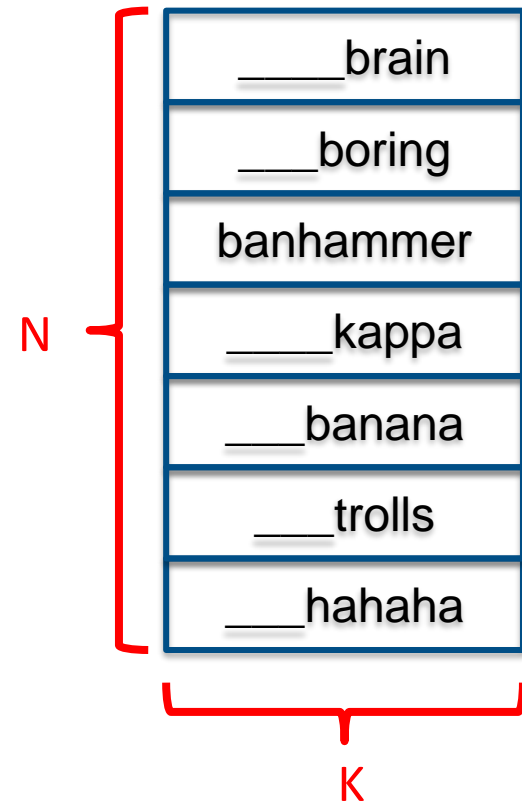 ____brain
___boring
banhammer
N
____kappa
___banana
___trolls
___hahaha
K